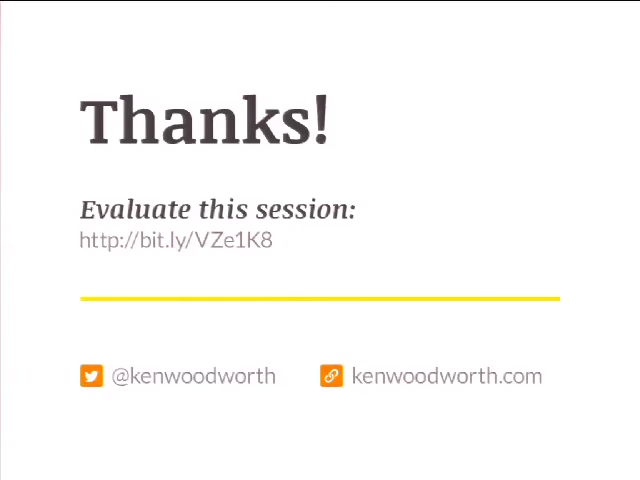 Thanks!
Evaluate this session:
http://bit.ly/VZe1K8
@kenwoodworth
kenwoodworth.com